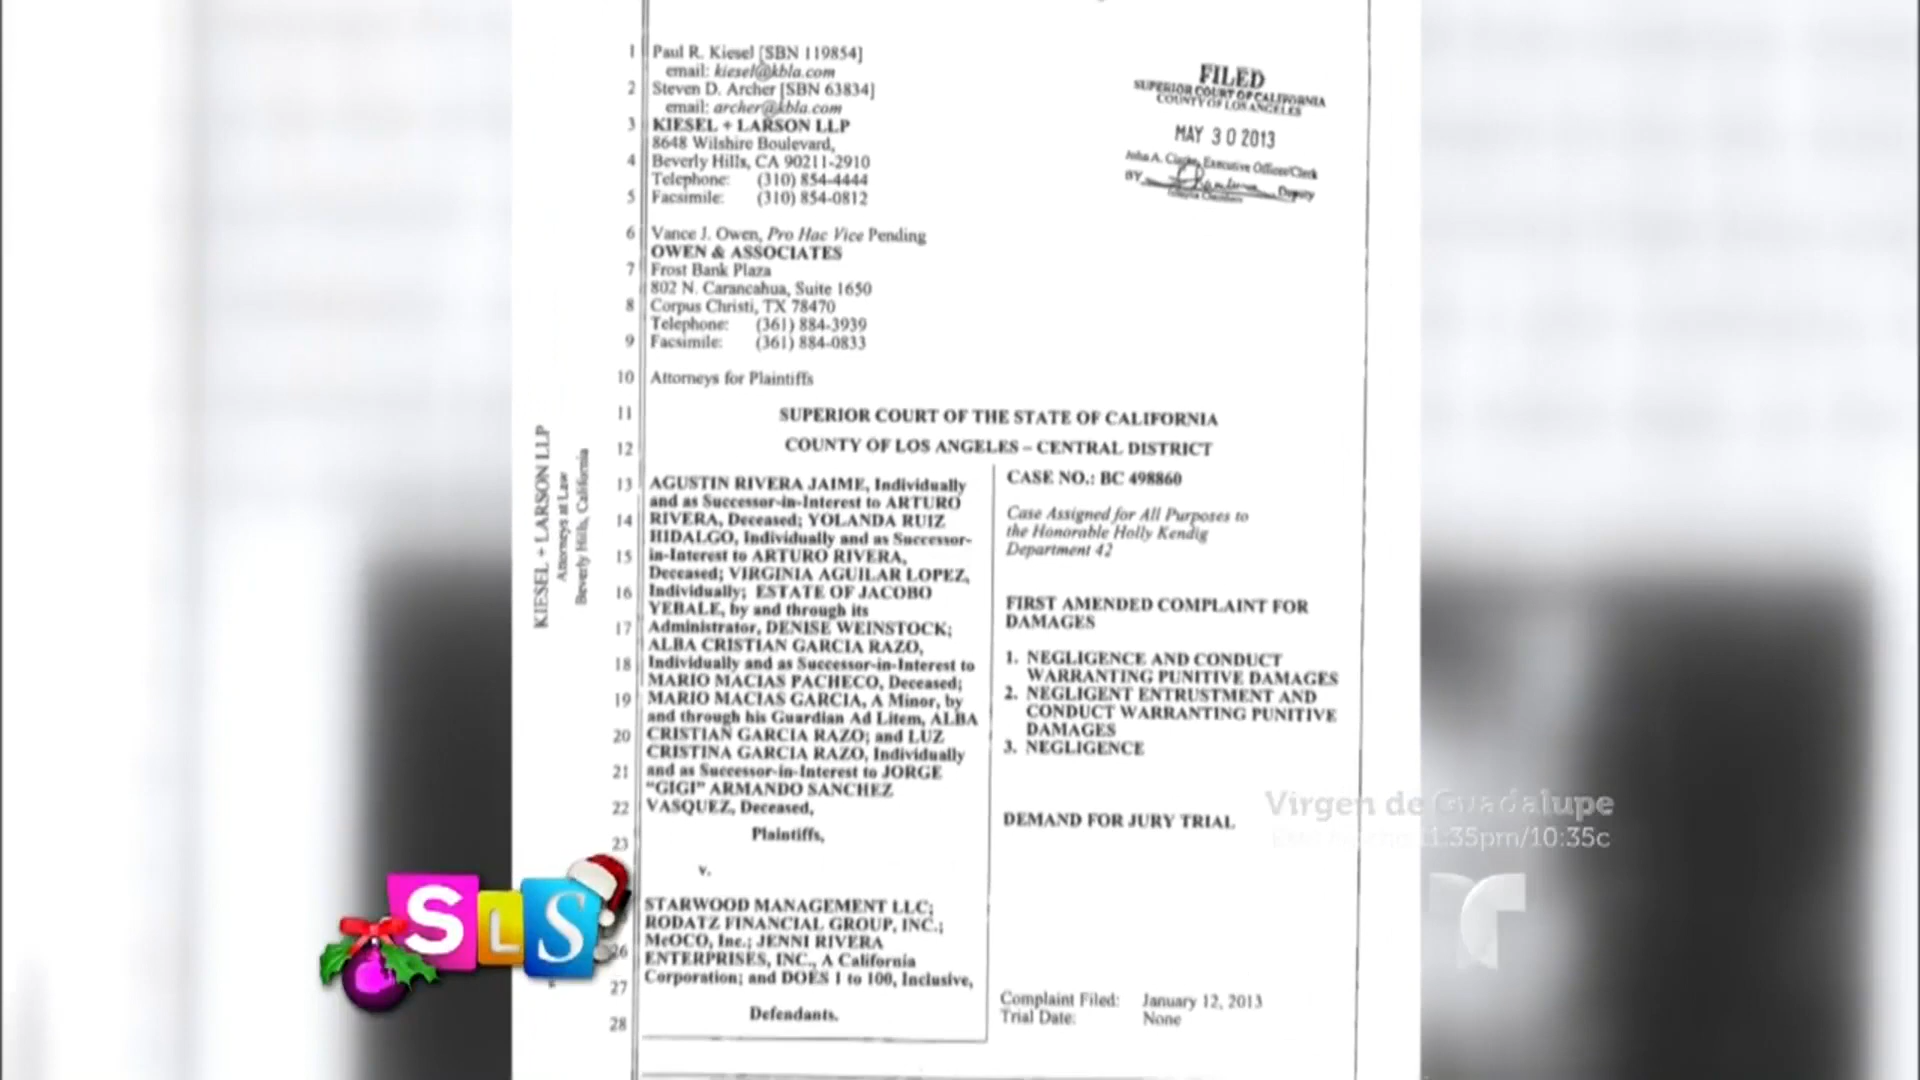 1 Paul R. Kiesel [SBN 119854]
email: kiesel@kbla.com
2 Steven D. Archer [SBN 63834]
email: archer@kbla.com
3 KIESEL + LARSON LLP
8648 Wilshire Boulevard,
4 Beverly Hills, CA 90211-2910
Telephone: (310) 854-4444
5 Facsimile: (310) 854-0812
6 Vance J. Owen, Pro Hac Vice Pending
OWEN & ASSOCIATES
7 Frost Bank Plaza
802 N. Carancahua, Suite 1650
8 Corpus Christi, TX 78470
Telephone: (361) 884-3939
9 Facsimile: (361) 884-0833
10 Attorneys for Plaintiffs
FILED
SUPERIOR COURT OF CALIFORNIA
COUNTY OF LOS ANGELES
MAY 30 2013
John A. Clarke, Executive Officer/Clerk
BY Deputy
11 SUPERIOR COURT OF THE STATE OF CALIFORNIA
12 COUNTY OF LOS ANGELES – CENTRAL DISTRICT
13 AGUSTIN RIVERA JAIME, Individually
and as Successor-in-Interest to ARTURO
14 RIVERA, Deceased; YOLANDA RUIZ
HIDALGO, Individually and as Successor-
15 in-Interest to ARTURO RIVERA,
Deceased; VIRGINIA AGUILAR LOPEZ,
16 Individually; ESTATE OF JACOBO
YEBALE, by and through its
17 Administrator, DENISE WEINSTOCK;
ALBA CRISTIAN GARCIA RAZO,
18 Individually and as Successor-in-Interest to
MARIO MACIAS PACHECO, Deceased;
19 MARIO MACIAS GARCIA, A Minor, by
and through his Guardian Ad Litem, ALBA
20 CRISTIAN GARCIA RAZO; and LUZ
CRISTINA GARCIA RAZO, Individually
21 and as Successor-in-Interest to JORGE
"GIGI" ARMANDO SANCHEZ
22 VASQUEZ, Deceased,
Plaintiffs,
23
v.
STARWOOD MANAGEMENT LLC;
RODATZ FINANCIAL GROUP, INC.;
McOCO, Inc.; JENNI RIVERA
26 ENTERPRISES, INC., A California
Corporation; and DOES 1 to 100, Inclusive,
27
Defendants.
28
CASE NO.: BC 498860
Case Assigned for All Purposes to
the Honorable Holly Kendig
Department 42
FIRST AMENDED COMPLAINT FOR
DAMAGES
1. NEGLIGENCE AND CONDUCT
WARRANTING PUNITIVE DAMAGES
2. NEGLIGENT ENTRUSTMENT AND
CONDUCT WARRANTING PUNITIVE
DAMAGES
3. NEGLIGENCE
DEMAND FOR JURY TRIAL
Complaint Filed: January 12, 2013
Trial Date: None
KIESEL + LARSON LLP
Attorneys at Law
Beverly Hills, California
Virgen de Guadalupe
11:35pm/10:35c
SLS